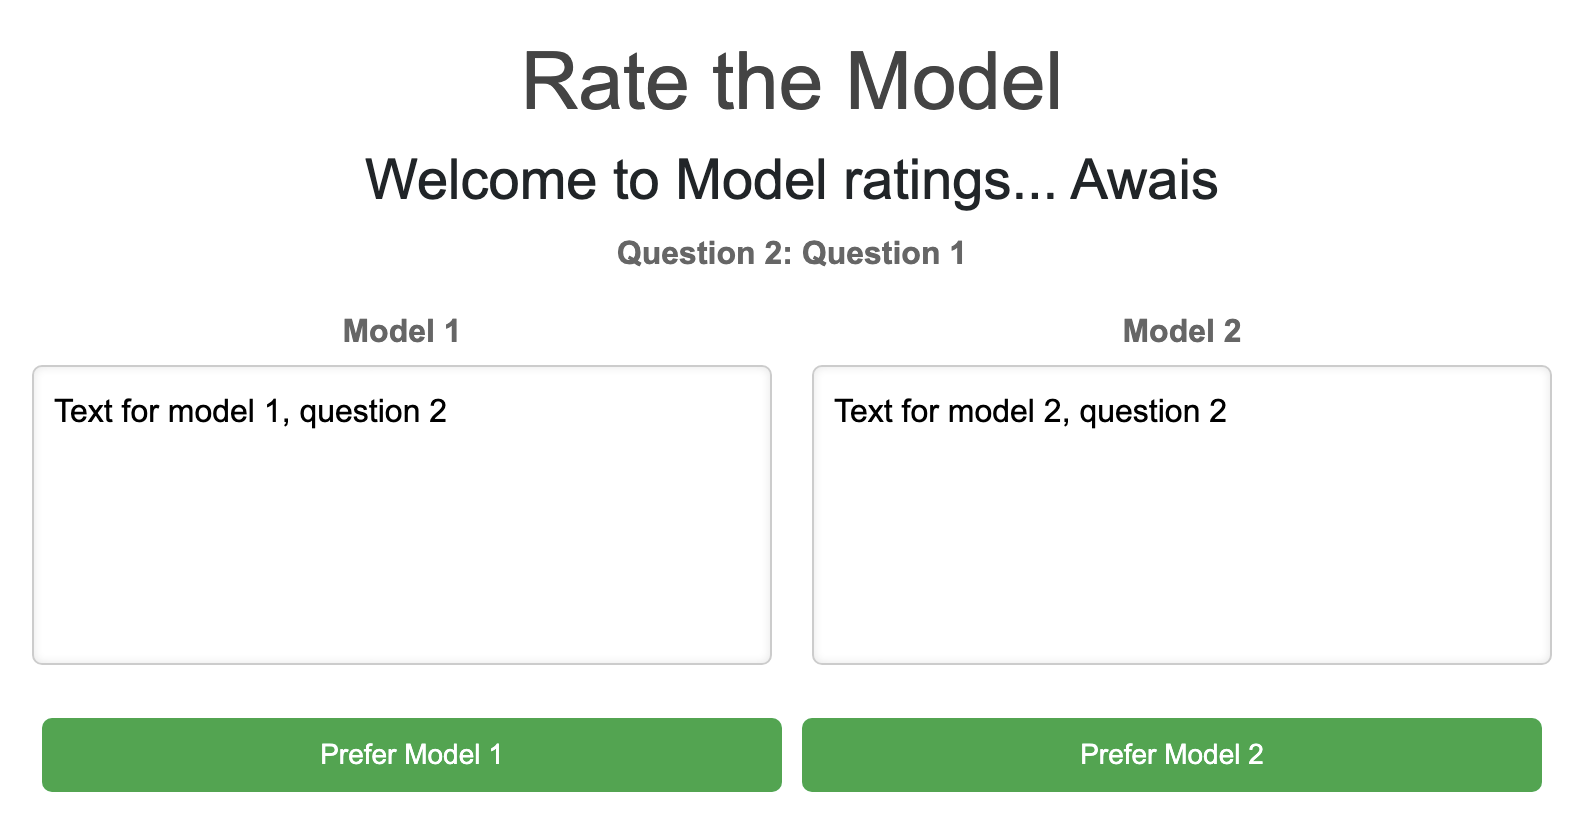 Rate the Model
Welcome to Model ratings... Awais
Question 2: Question 1
Model 1
Text for model 1, question 2
Model 2
Text for model 2, question 2
Prefer Model 1
Prefer Model 2